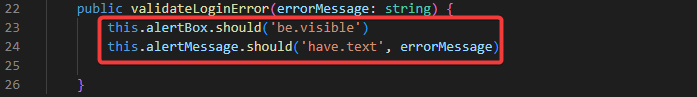 22 public validateLoginError(errorMessage: string) {
23 this.alertBox.should('be.visible')
24 this.alertMessage.should('have.text', errorMessage)
25
26 }